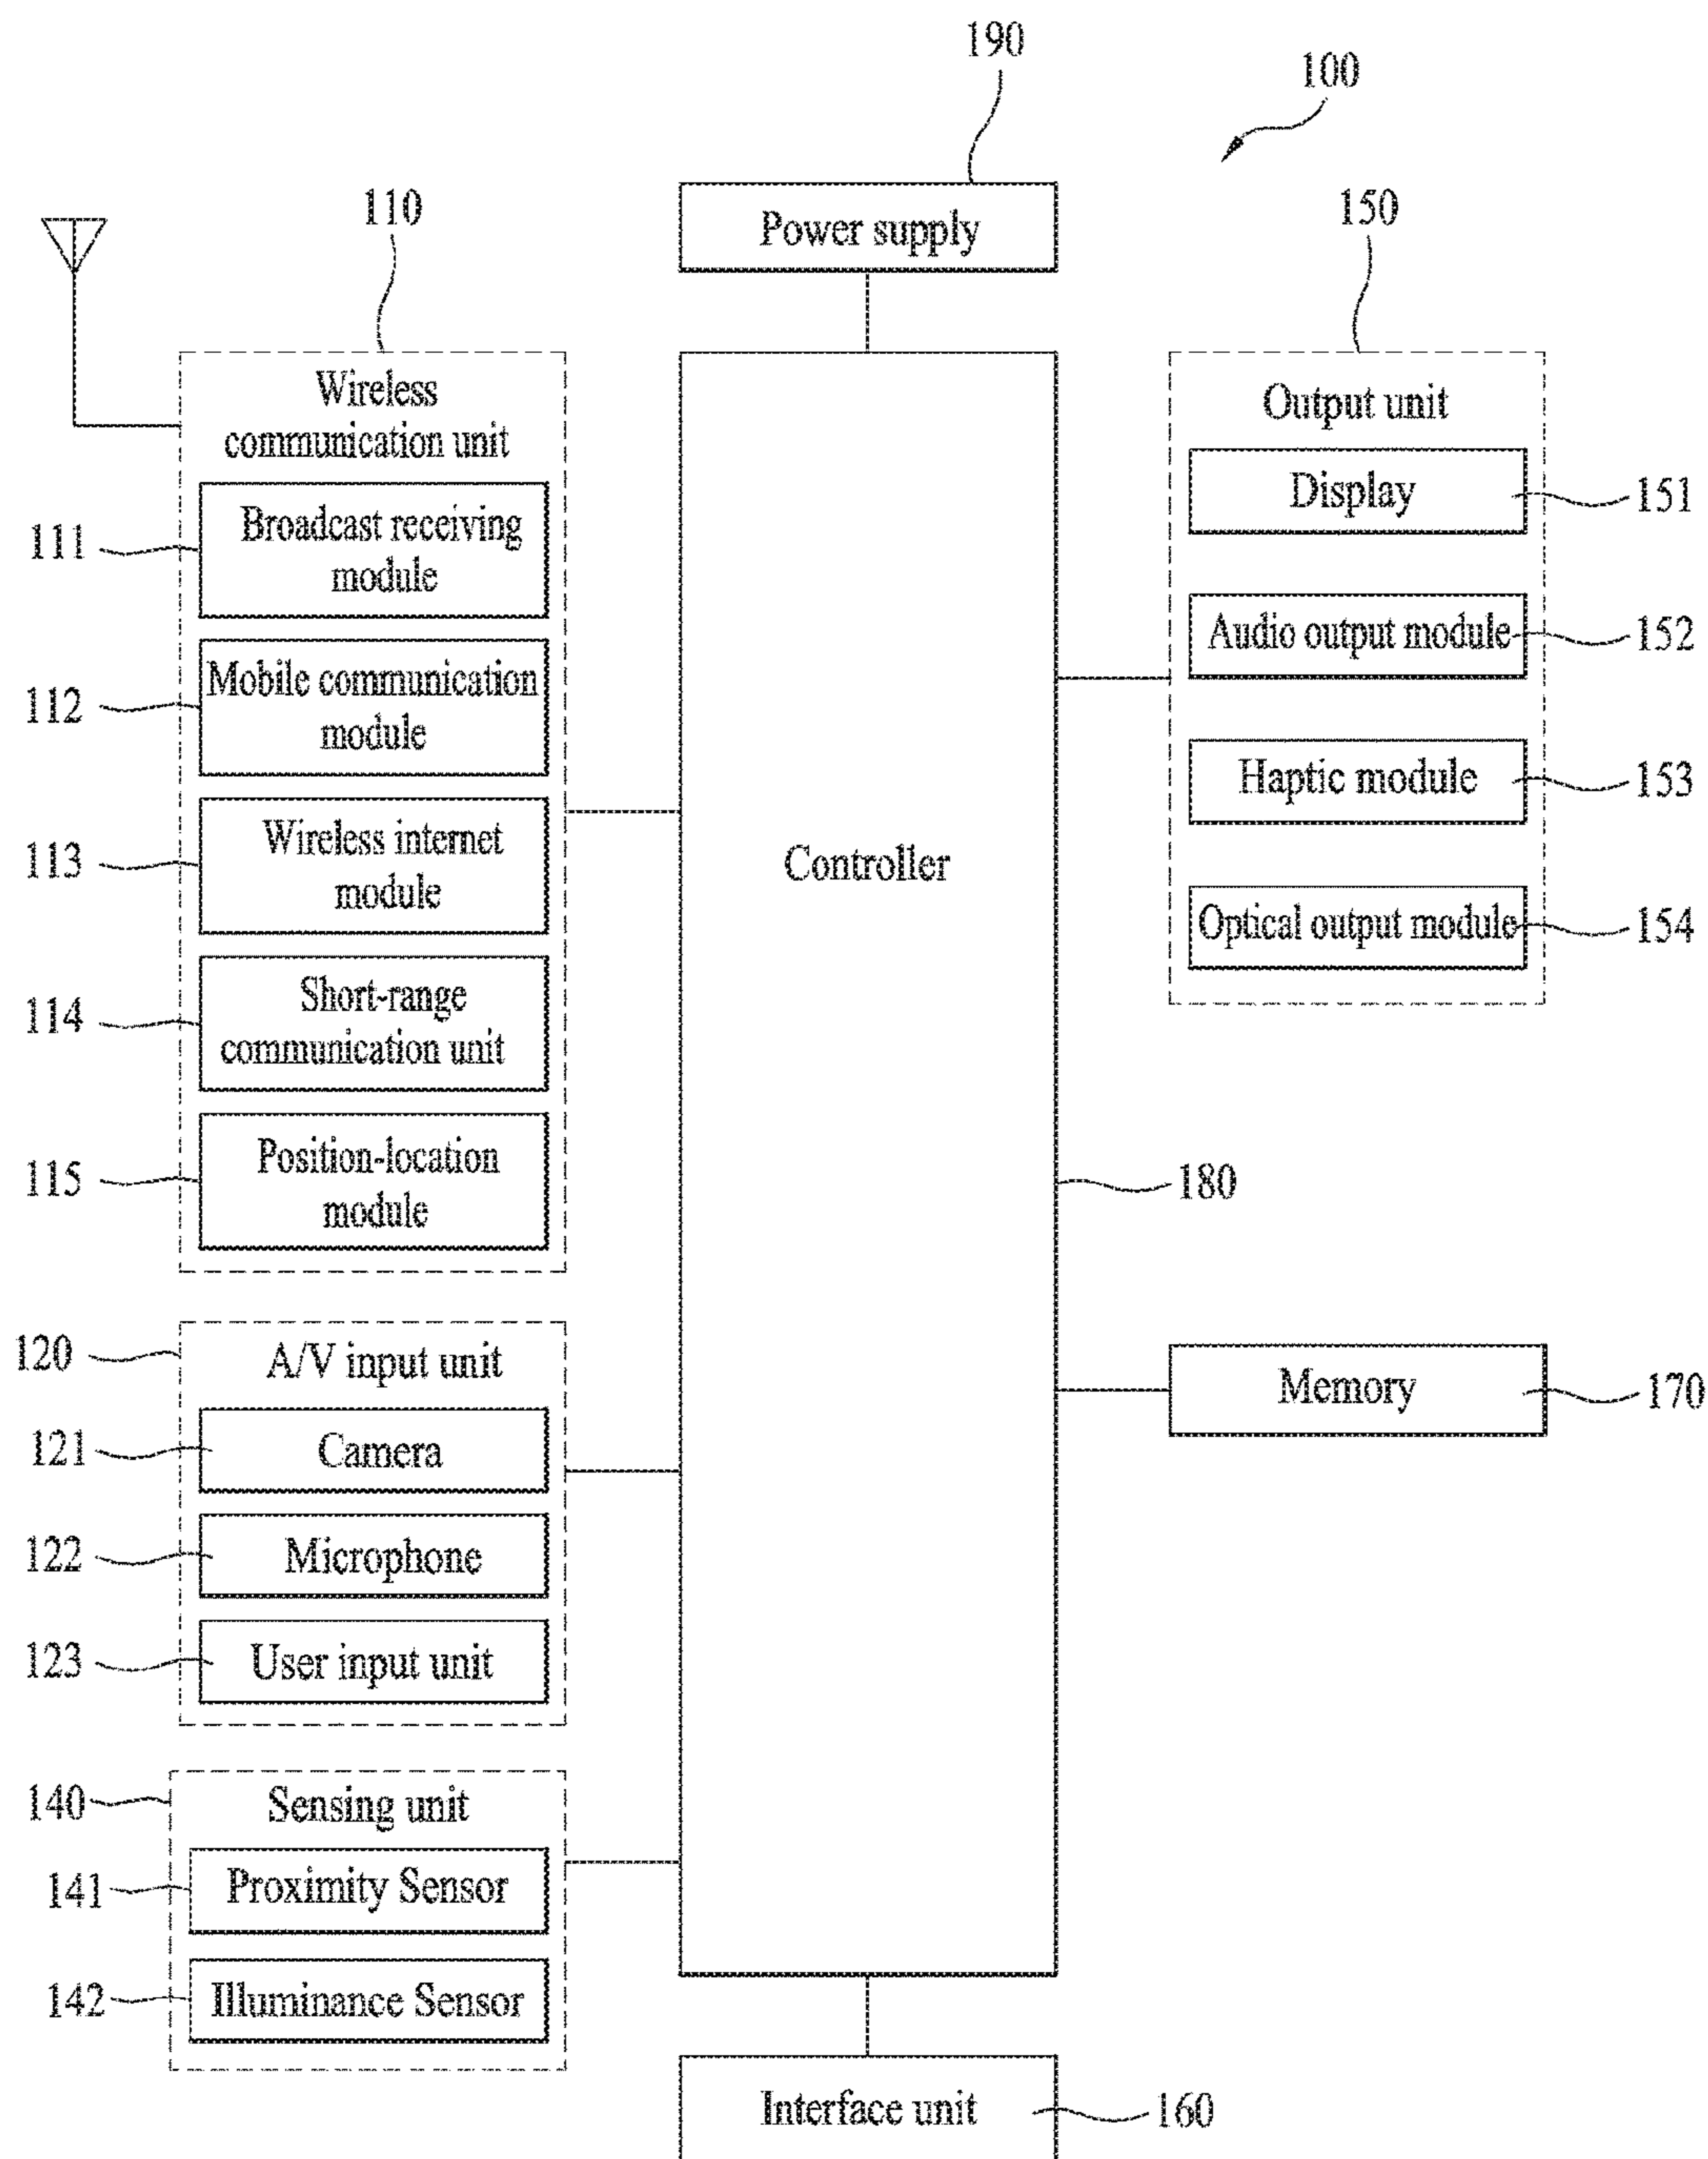 190
100
Power supply
110
Wireless
communication unit
111
Broadcast receiving
module
112
Mobile communication
module
113
Wireless internet
module
114
Short-range
communication unit
115
Position-location
module
120
A/V input unit
121
Camera
122
Microphone
123
User input unit
140
Sensing unit
141
Proximity Sensor
142
Illuminance Sensor
Controller
180
150
Output unit
Display
151
Audio output module
152
Haptic module
153
Optical output module
154
Memory
170
Interface unit
160